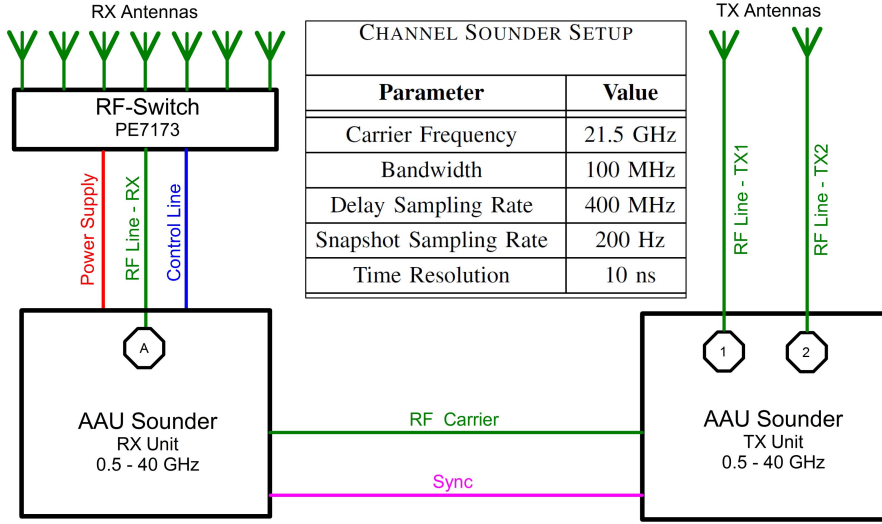 RX Antennas
TX Antennas
CHANNEL SOUNDER SETUP
Parameter Value
Carrier Frequency 21.5 GHz
Bandwidth 100 MHz
Delay Sampling Rate 400 MHz
Snapshot Sampling Rate 200 Hz
Time Resolution 10 ns
RF-Switch
PE7173
Power Supply
RF Line - RX
Control Line
RF Line - TX1
RF Line - TX2
A
1
2
AAU Sounder
RX Unit
0.5 - 40 GHz
RF Carrier
Sync
AAU Sounder
TX Unit
0.5 - 40 GHz